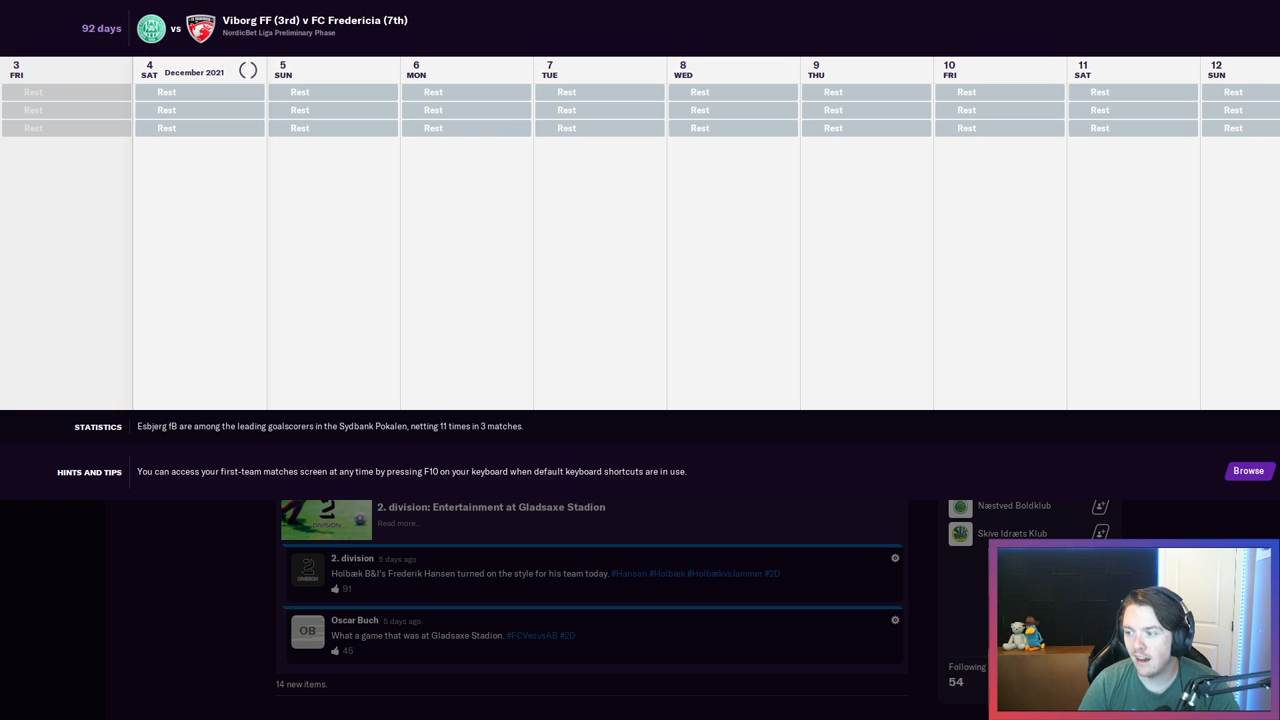 92 days
vs
Viborg FF (3rd) v FC Fredericia (7th)
NordicBet Liga Preliminary Phase
3 FRI
4 SAT December 2021
5 SUN
6 MON
7 TUE
8 WED
9 THU
10 FRI
11 SAT
12 SUN
Rest Rest Rest Rest Rest Rest Rest Rest Rest Rest
Rest Rest Rest Rest Rest Rest Rest Rest Rest Rest
Rest Rest Rest Rest Rest Rest Rest Rest Rest Rest
STATISTICS Esbjerg fB are among the leading goalscorers in the Sydbank Pokalen, netting 11 times in 3 matches.
HINTS AND TIPS You can access your first-team matches screen at any time by pressing F10 on your keyboard when default keyboard shortcuts are in use. Browse
2. division: Entertainment at Gladsaxe Stadion
Read more...
2. division 5 days ago
Holbæk B&I's Frederik Hansen turned on the style for his team today. #Hansen #Holbæk #HolbækvsJammer #2D
91
OB
Oscar Buch 5 days ago
What a game that was at Gladsaxe Stadion. #FCVesvsAB #2D
45
14 new items.
Næstved Boldklub
Skive Idræts Klub
Following
54